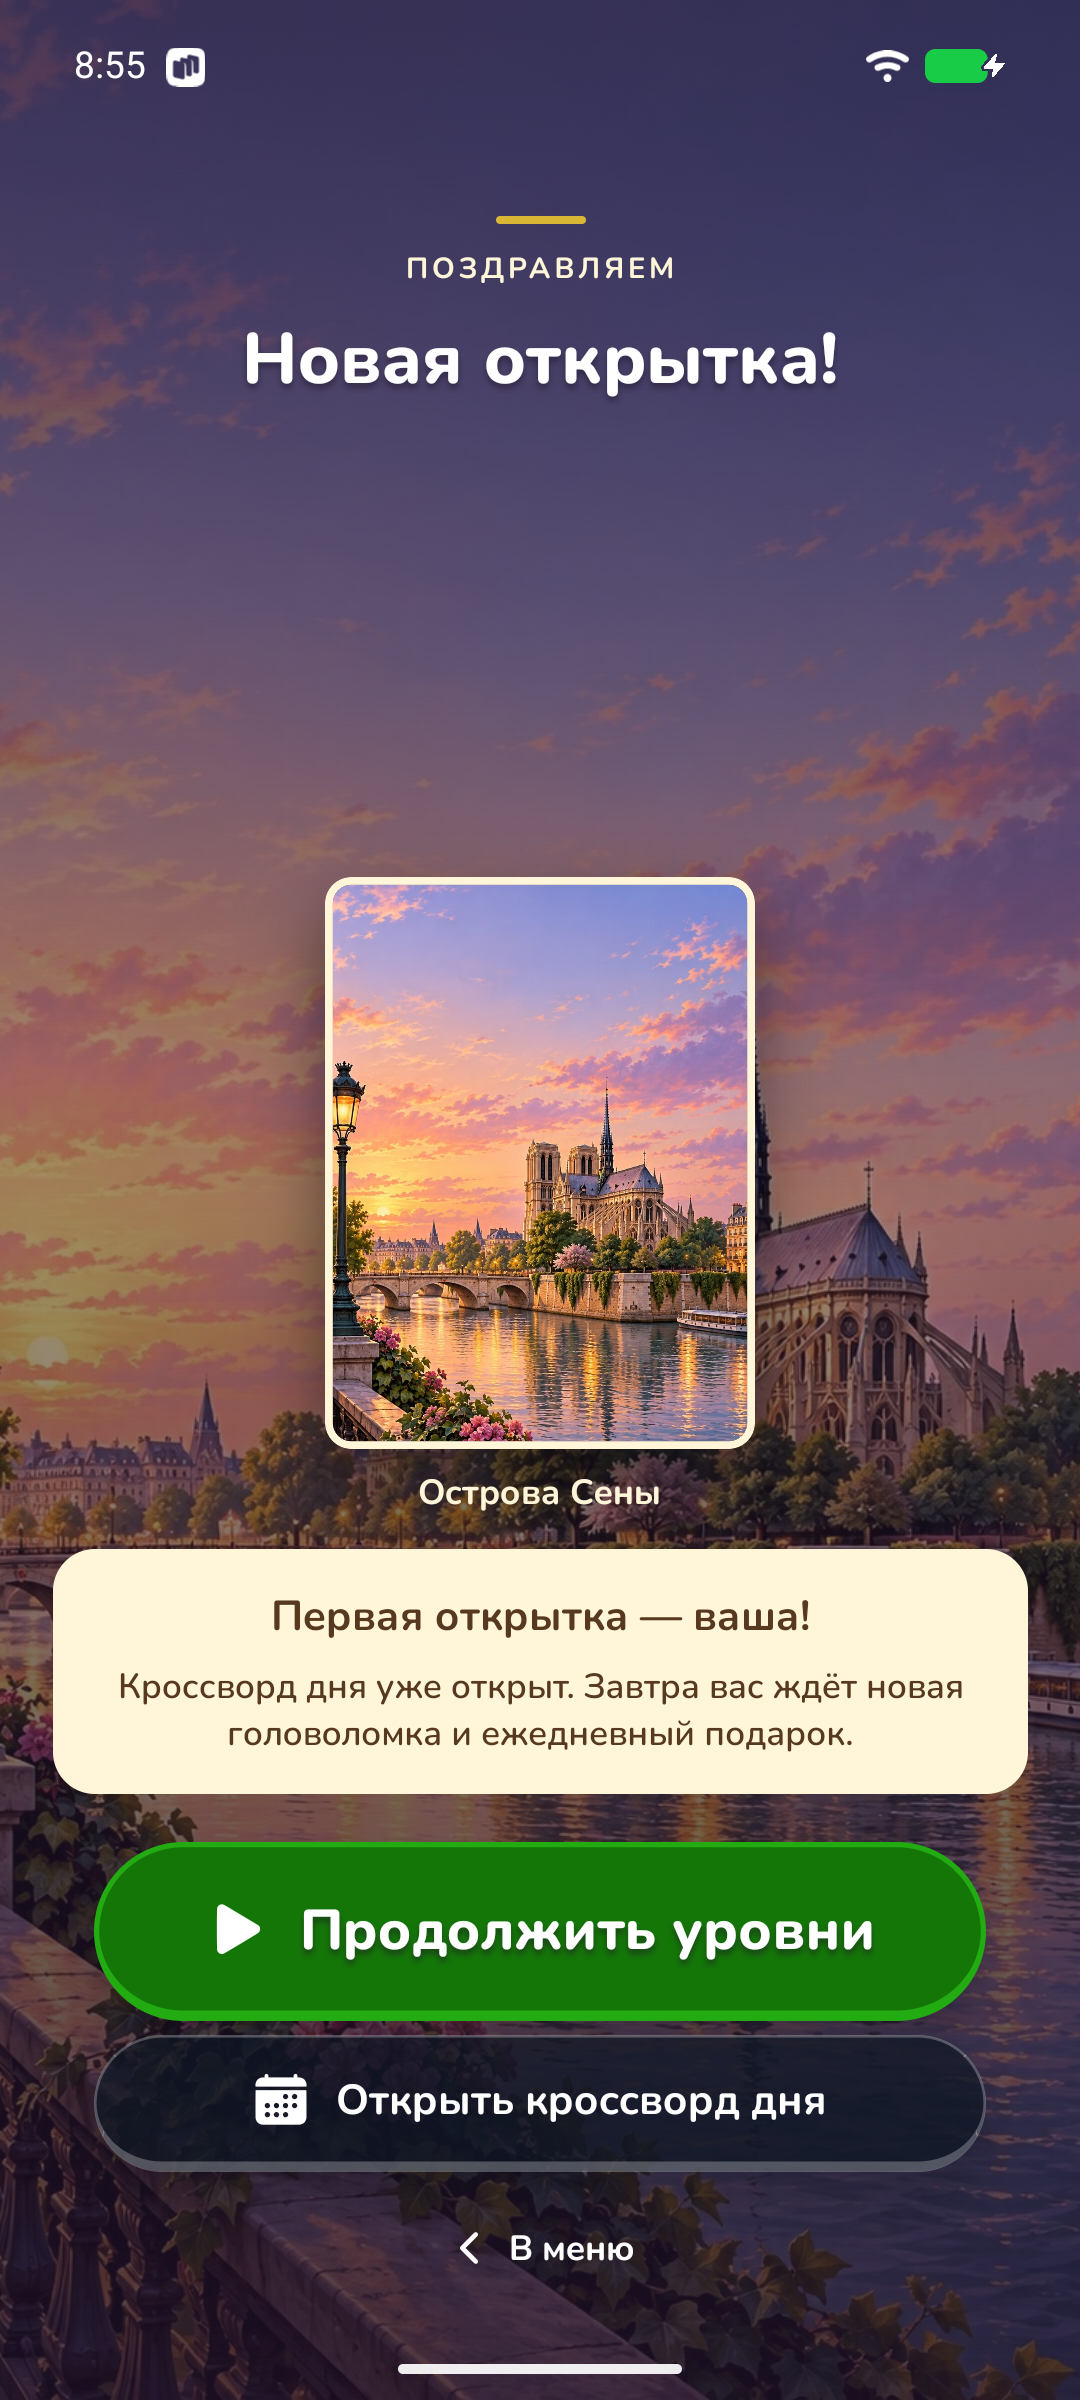 8:55
ПОЗДРАВЛЯЕМ
Новая открытка!
Острова Сены
Первая открытка — ваша!
Кроссворд дня уже открыт. Завтра вас ждёт новая
головоломка и ежедневный подарок.
Продолжить уровни
Открыть кроссворд дня
В меню